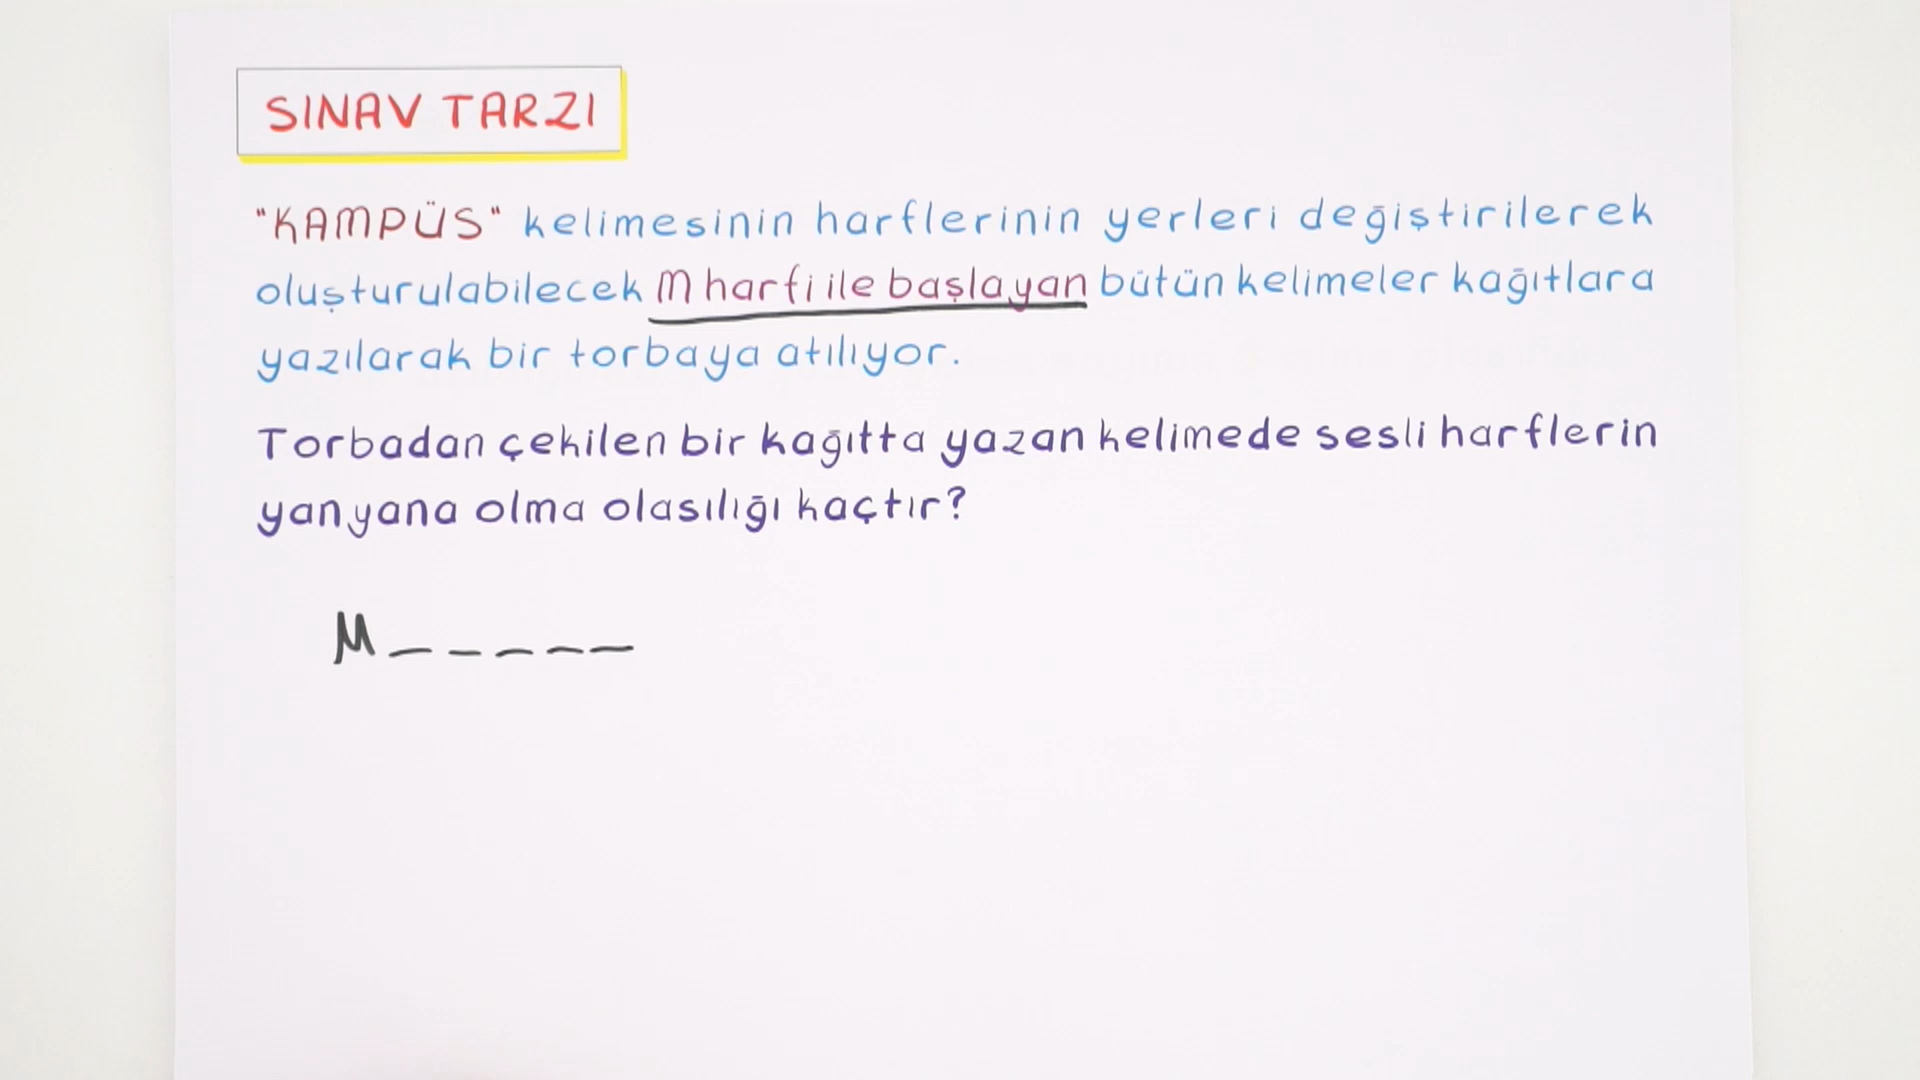 SINAV TARZI
"KAMPÜS" kelimesinin harflerinin yerleri değiştirilerek
oluşturulabilecek M harfi ile başlayan bütün kelimeler kağıtlara
yazılarak bir torbaya atılıyor.
Torbadan çekilen bir kağıtta yazan kelimede sesli harflerin
yanyana olma olasılığı kaçtır?
M _ _ _ _ _